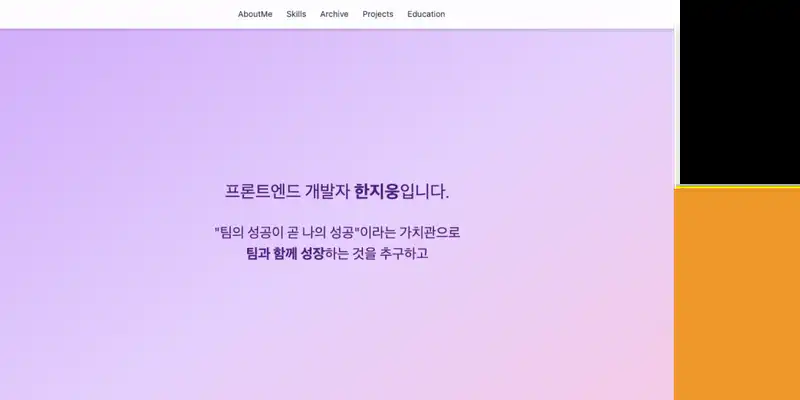 AboutMe Skills Archive Projects Education
프론트엔드 개발자 한지웅입니다.
"팀의 성공이 곧 나의 성공"이라는 가치관으로
팀과 함께 성장하는 것을 추구하고